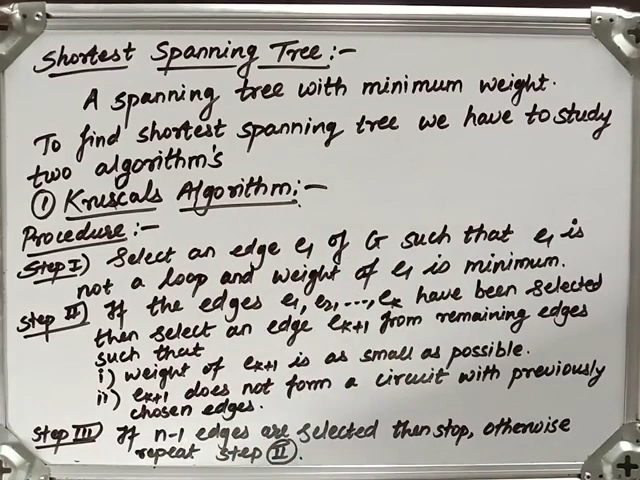 Shortest Spanning Tree :-
A spanning tree with minimum weight.
To find shortest spanning tree we have to study
two algorithm's
① Kruscals Algorithm:-
Procedure :-
Step I) Select an edge e₁ of G such that e₁ is
not a loop and weight of e₁ is minimum.
Step II) If the edges e₁, e₂, ..., eₖ have been selected
then select an edge eₖ₊₁ from remaining edges
such that
i) weight of eₖ₊₁ is as small as possible.
ii) eₖ₊₁ does not form a circuit with previously
chosen edges.
Step III) If n-1 edges are selected then stop, otherwise
repeat step Ⅱ.